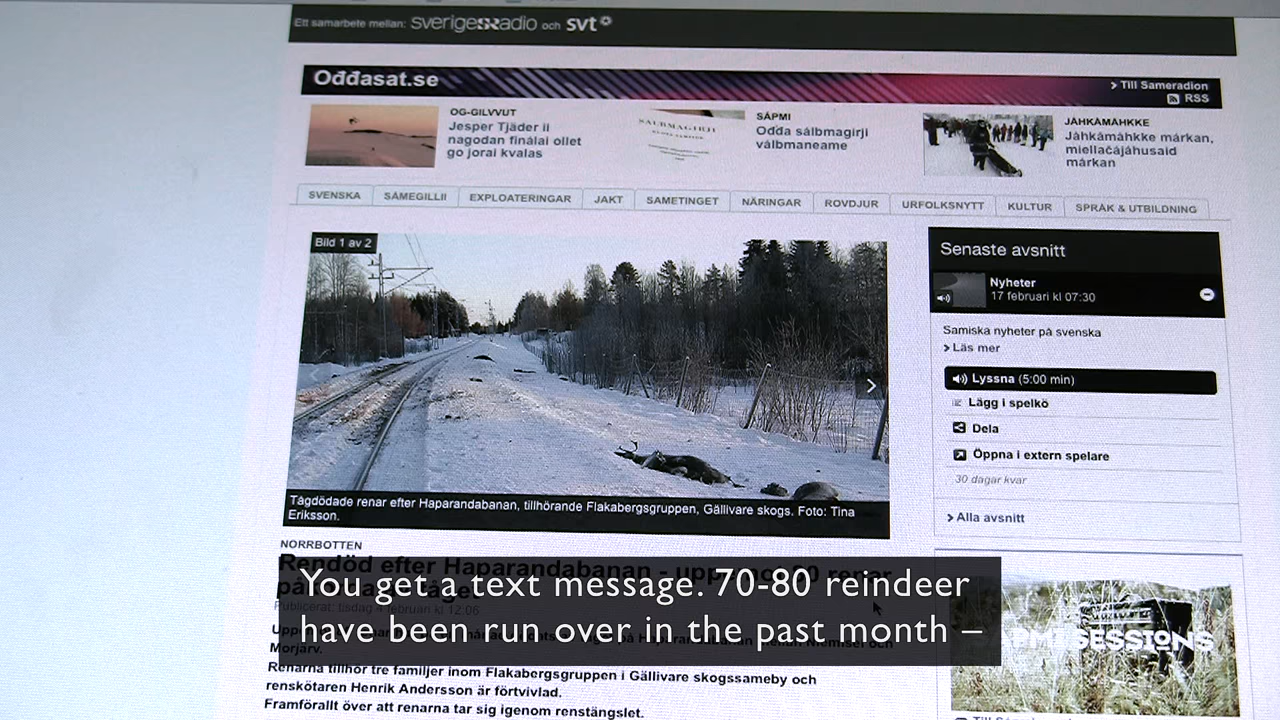 Ett samarbete mellan: sverigesradio och svt
Ođđasat.se
> Till Sameradion
RSS
OG-GILVVUT
Jesper Tjäder ii
nagodan finálai ollet
go jorai kvalas
SALBMAGIRJI
SÁPMI
Ođđa sálbmagirji
válbmaneame
JÅHKÅMÅHKKE
Jåhkåmåhkke márkan,
miellačájáhusaid
márkan
SVENSKA
SÁMEGILLII
EXPLOATERINGAR
JAKT
SAMETINGET
NÄRINGAR
ROVDJUR
URFOLKSNYTT
KULTUR
SPRÅK & UTBILDNING
Bild 1 av 2
Tågdödade renar efter Haparandabanan, tillhörande Flakabergsgruppen, Gällivare skogs. Foto: Tina
Eriksson.
Senaste avsnitt
Nyheter
17 februari kl 07:30
Samiska nyheter på svenska
> Läs mer
Lyssna (5:00 min)
Lägg i spelkö
Dela
Öppna i extern spelare
30 dagar kvar
> Alla avsnitt
NORRBOTTEN
Rendöd efter Haparandabanan - upp renar
Publicerat: tisdag 4 februari kl 12:06
You get a text message. 70-80 reindeer
have been run over in the past month –
Morjärv.
Renarna tillhör tre familjer inom Flakabergsgruppen i Gällivare skogssameby och
renskötaren Henrik Andersson är förtvivlad.
Framförallt över att renarna tar sig igenom renstängslet.
SESSIONS